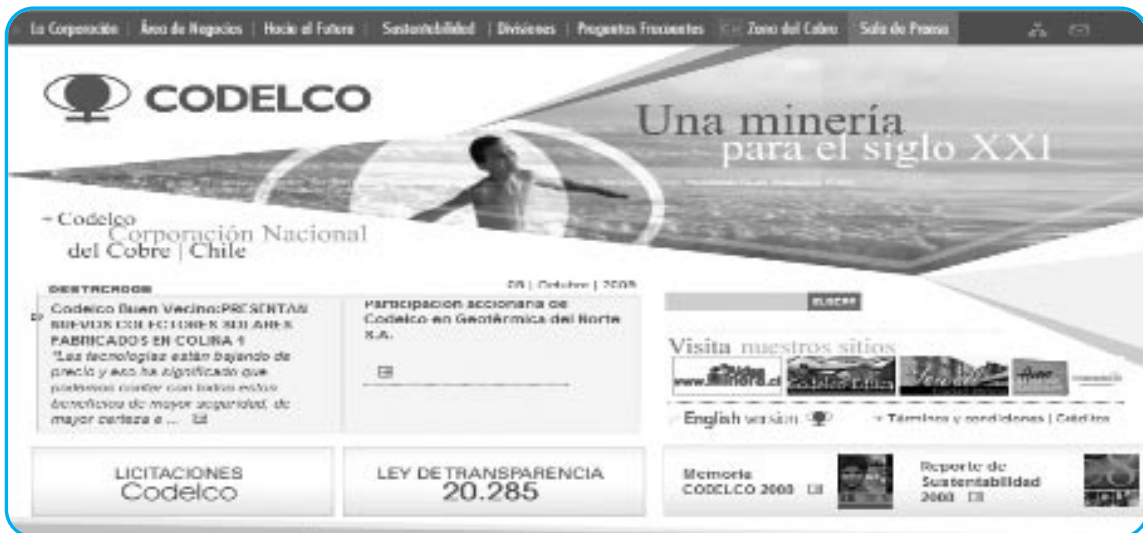 La Corporación | Área de Negocios | Hacia el Futuro | Sustentabilidad | Divisiones | Preguntas Frecuentes Zona del Cobre Sala de Prensa
CODELCO
Una minería
para el siglo XXI
Codelco
Corporación Nacional
del Cobre | Chile
DESTACADOS
| Octubre |
Codelco Buen Vecino: PRESENTAN
NUEVOS COLECTORES SOLARES
FABRICADOS EN COLINA 1
"Las tecnologías están bajando de
precio y eso ha significado que
podamos contar con todos estos
beneficios de mayor seguridad, de
mayor certeza a ...
Participación accionaria de
Codelco en Geotérmica del Norte
S.A.
BUSCAR
Visita nuestros sitios
Codelco Educa
English version
Términos y condiciones | Créditos
LICITACIONES
Codelco
LEY DE TRANSPARENCIA
20.285
Memoria
CODELCO 2008
Reporte de
Sustentabilidad
2008